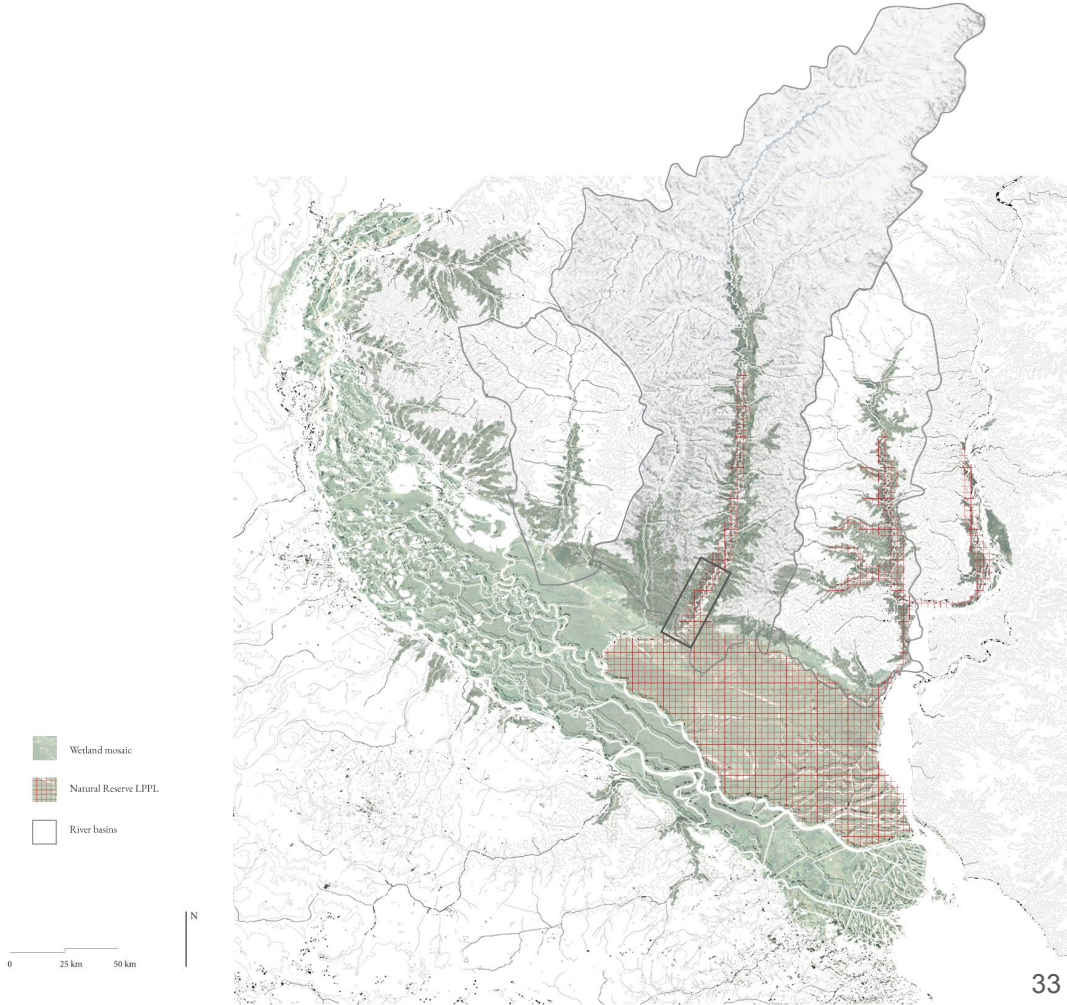 Wetland mosaic
Natural Reserve LPPL
River basins
N
0 25 km 50 km
33